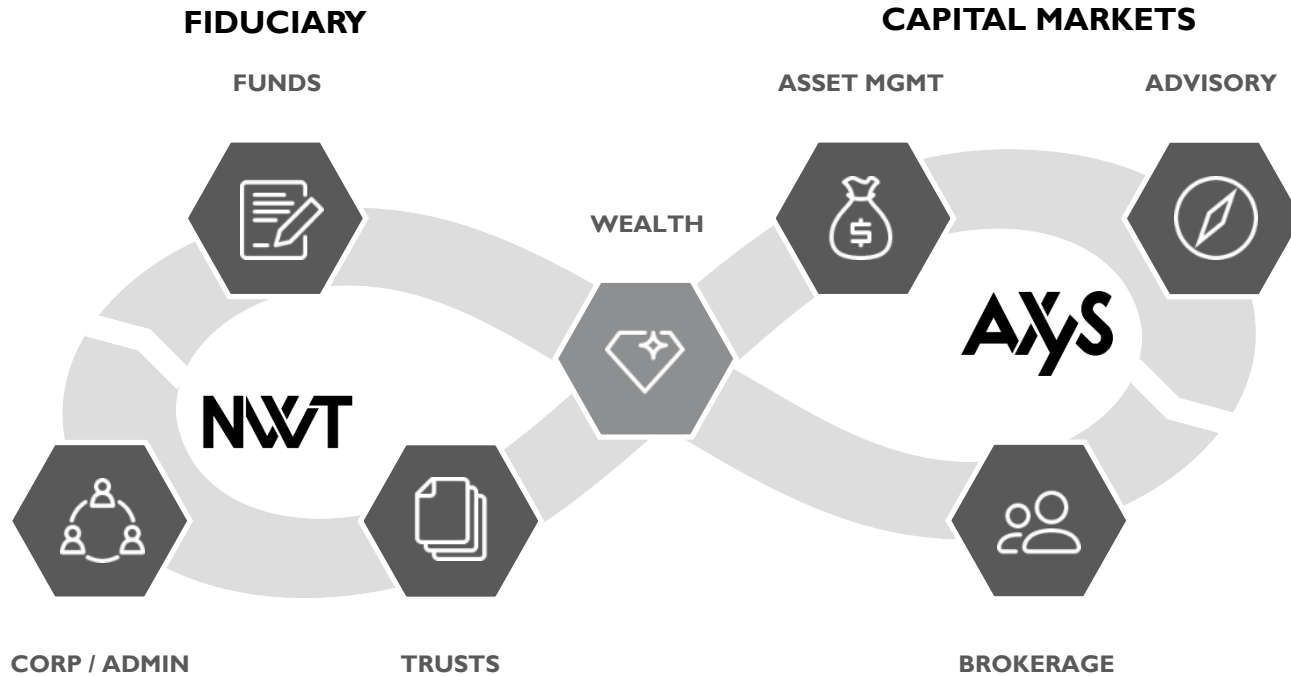 FIDUCIARY
CAPITAL MARKETS
FUNDS
ASSET MGMT
ADVISORY
WEALTH
$
AXyS
NWT
CORP / ADMIN
TRUSTS
BROKERAGE